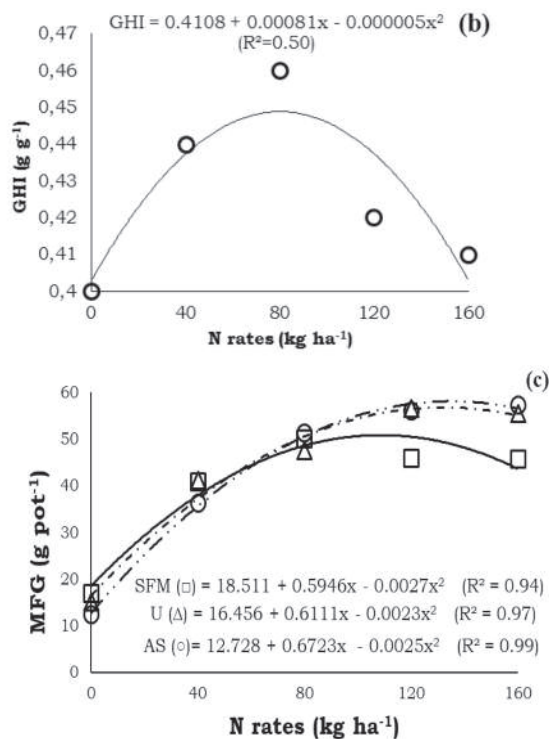 GHI = 0.4108 + 0.00081x - 0.000005x² (b)
(R²=0.50)
0,47
0,46
0,45
0,44
0,43
0,42
0,41
0,4
GHI (g g⁻¹)
0 40 80 120 160
N rates (kg ha⁻¹)
(c)
60
50
40
30
20
10
0
MFG (g pot⁻¹)
SFM (□) = 18.511 + 0.5946x - 0.0027x² (R² = 0.94)
U (Δ) = 16.456 + 0.6111x - 0.0023x² (R² = 0.97)
AS (○)= 12.728 + 0.6723x - 0.0025x² (R² = 0.99)
0 40 80 120 160
N rates (kg ha⁻¹)